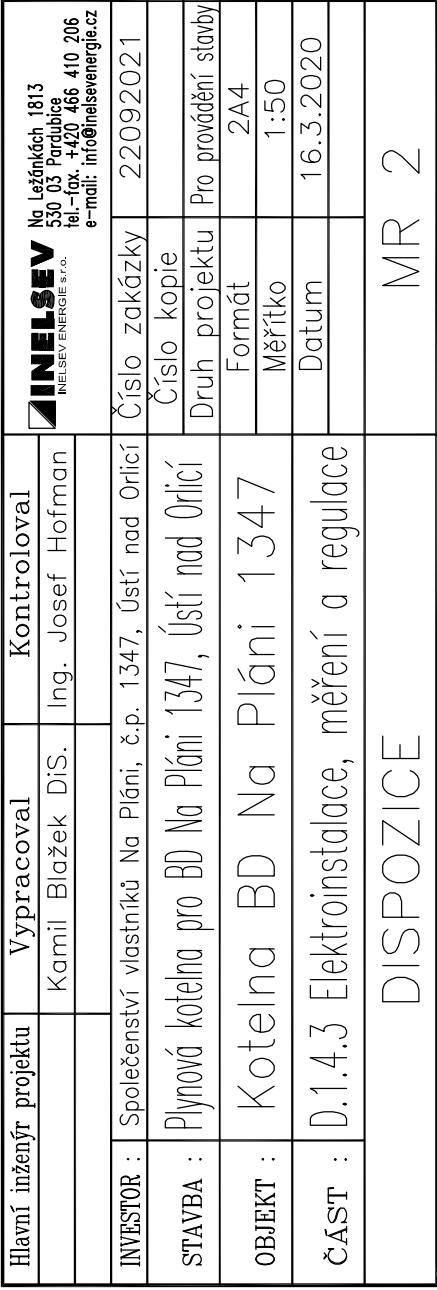 Hlavní inženýr projektu
Vypracoval
Kontroloval
Kamil Blažek DiS.
Ing. Josef Hofman
INELSEV
INELSEV ENERGIE s.r.o.
Na Ležánkách 1813
530 03 Pardubice
tel.-fax. +420 466 410 206
e-mail: info@inelsevenergie.cz
INVESTOR : Společenství vlastníků Na Pláni, č.p. 1347, Ústí nad Orlicí
STAVBA : Plynová kotelna pro BD Na Pláni 1347, Ústí nad Orlicí
OBJEKT : Kotelna BD Na Pláni 1347
ČÁST : D.1.4.3 Elektroinstalace, měření a regulace
Číslo zakázky 22092021
Číslo kopie
Druh projektu Pro provádění stavby
Formát 2A4
Měřítko 1:50
Datum 16.3.2020
DISPOZICE
MR 2